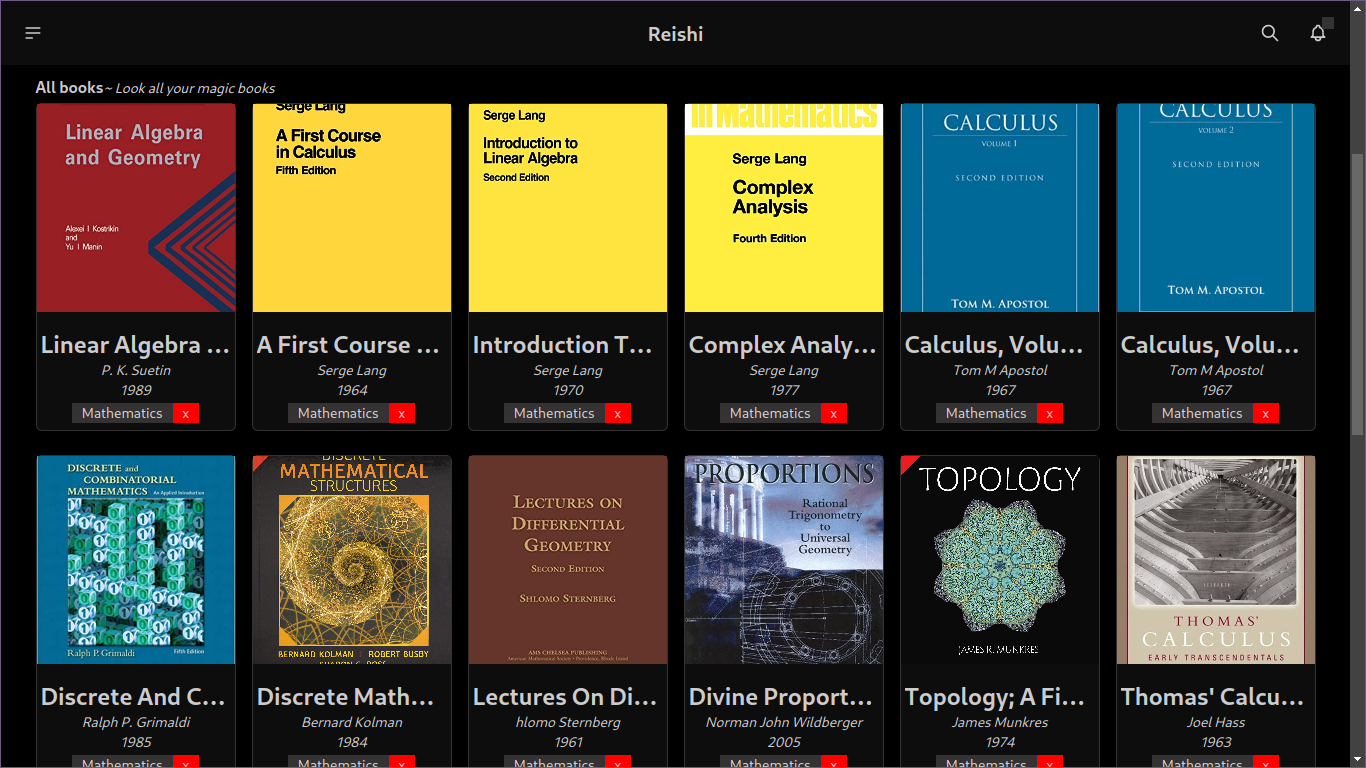 Reishi
All books~ Look all your magic books
Linear Algebra
and Geometry
Alexei I Kostrikin
and
Yu I Manin
Serge Lang
A First Course
in Calculus
Fifth Edition
Serge Lang
Introduction to
Linear Algebra
Second Edition
in Mathematics
Serge Lang
Complex
Analysis
Fourth Edition
CALCULUS
VOLUME 1
SECOND EDITION
TOM M. APOSTOL
CALCULUS
VOLUME 2
SECOND EDITION
TOM M. APOSTOL
Linear Algebra ...
P. K. Suetin
1989
Mathematics x
A First Course ...
Serge Lang
1964
Mathematics x
Introduction T...
Serge Lang
1970
Mathematics x
Complex Analy...
Serge Lang
1977
Mathematics x
Calculus, Volu...
Tom M Apostol
1967
Mathematics x
Calculus, Volu...
Tom M Apostol
1967
Mathematics x
DISCRETE and
COMBINATORIAL
MATHEMATICS An Applied Introduction
Ralph P. Grimaldi Fifth Edition
DISCRETE
MATHEMATICAL
STRUCTURES
BERNARD KOLMAN ROBERT BUSBY
SHARON C. ROSS
LECTURES ON
DIFFERENTIAL
GEOMETRY
SECOND EDITION
SHLOMO STERNBERG
AMS CHELSEA PUBLISHING
American Mathematical Society • Providence, Rhode Island
PROPORTIONS
Rational
Trigonometry
to
Universal
Geometry
TOPOLOGY
JAMES R. MUNKRES
THOMAS'
CALCULUS
EARLY TRANSCENDENTALS
Discrete And C...
Ralph P. Grimaldi
1985
Mathematics x
Discrete Math...
Bernard Kolman
1984
Mathematics x
Lectures On Di...
hlomo Sternberg
1961
Mathematics x
Divine Proport...
Norman John Wildberger
2005
Mathematics x
Topology; A Fi...
James Munkres
1974
Mathematics x
Thomas' Calcu...
Joel Hass
1963
Mathematics x